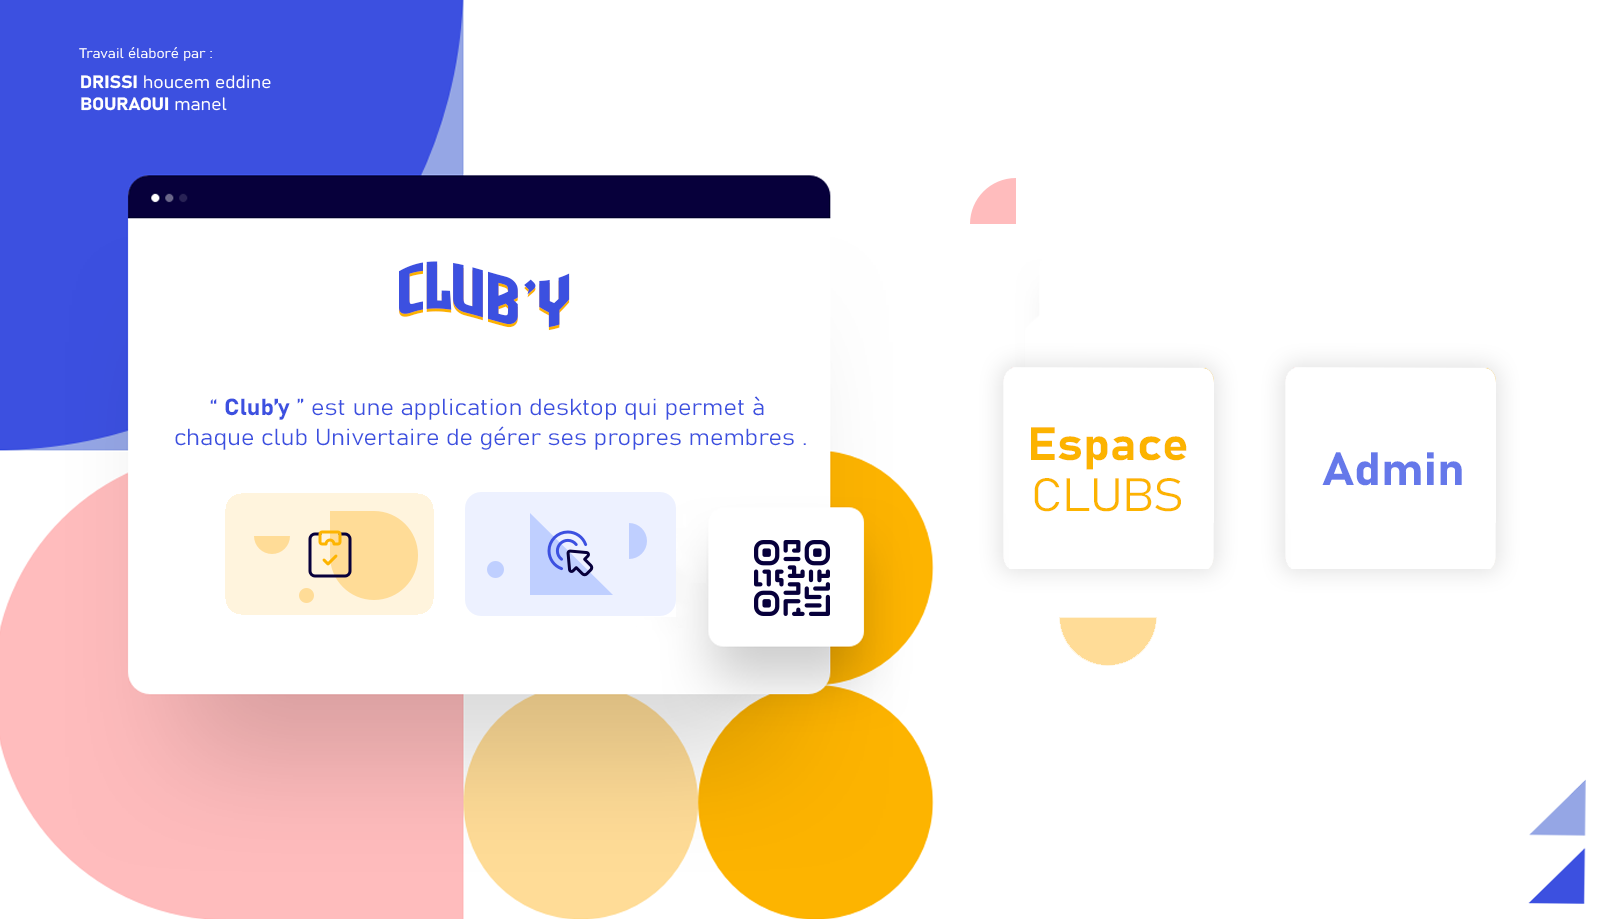 Travail élaboré par :
DRISSI houcem eddine
BOURAOUI manel
CLUB'Y
“ Club’y ” est une application desktop qui permet à
chaque club Univertaire de gérer ses propres membres .
Espace
CLUBS
Admin